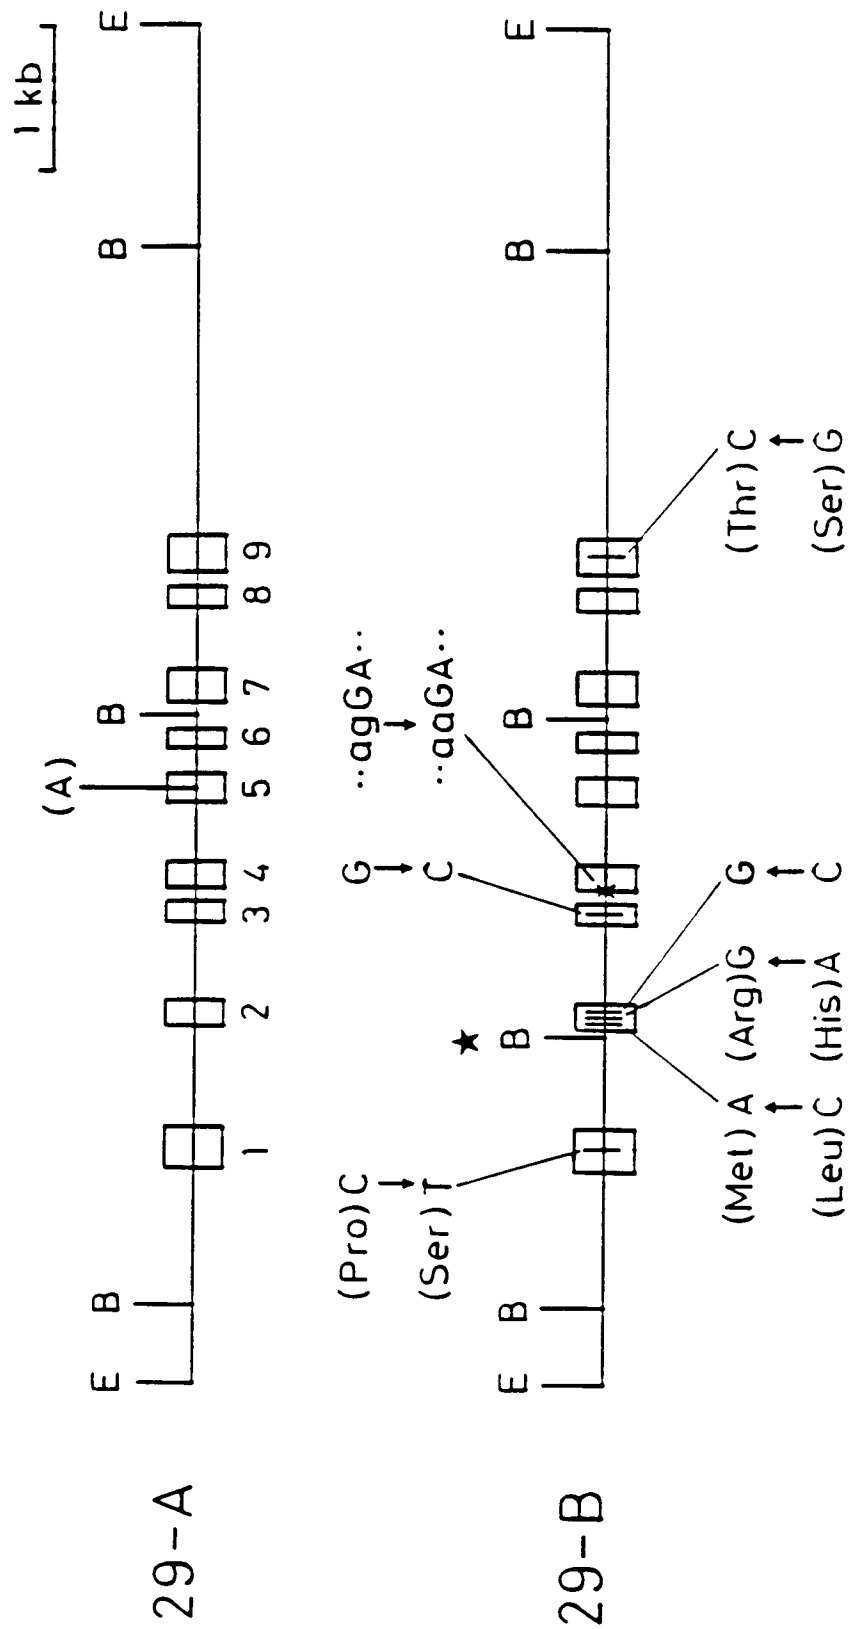 1 kb
E B (A) B B E
29-A
1 2 3 4 5 6 7 8 9
(Pro) C → (Ser) T
G → C
..agGA.. → ..aaGA..
★
E B B B B E
29-B
(Met) A ← (Leu) C
(Arg) G ← (His) A
G ← C
(Thr) C ← (Ser) G